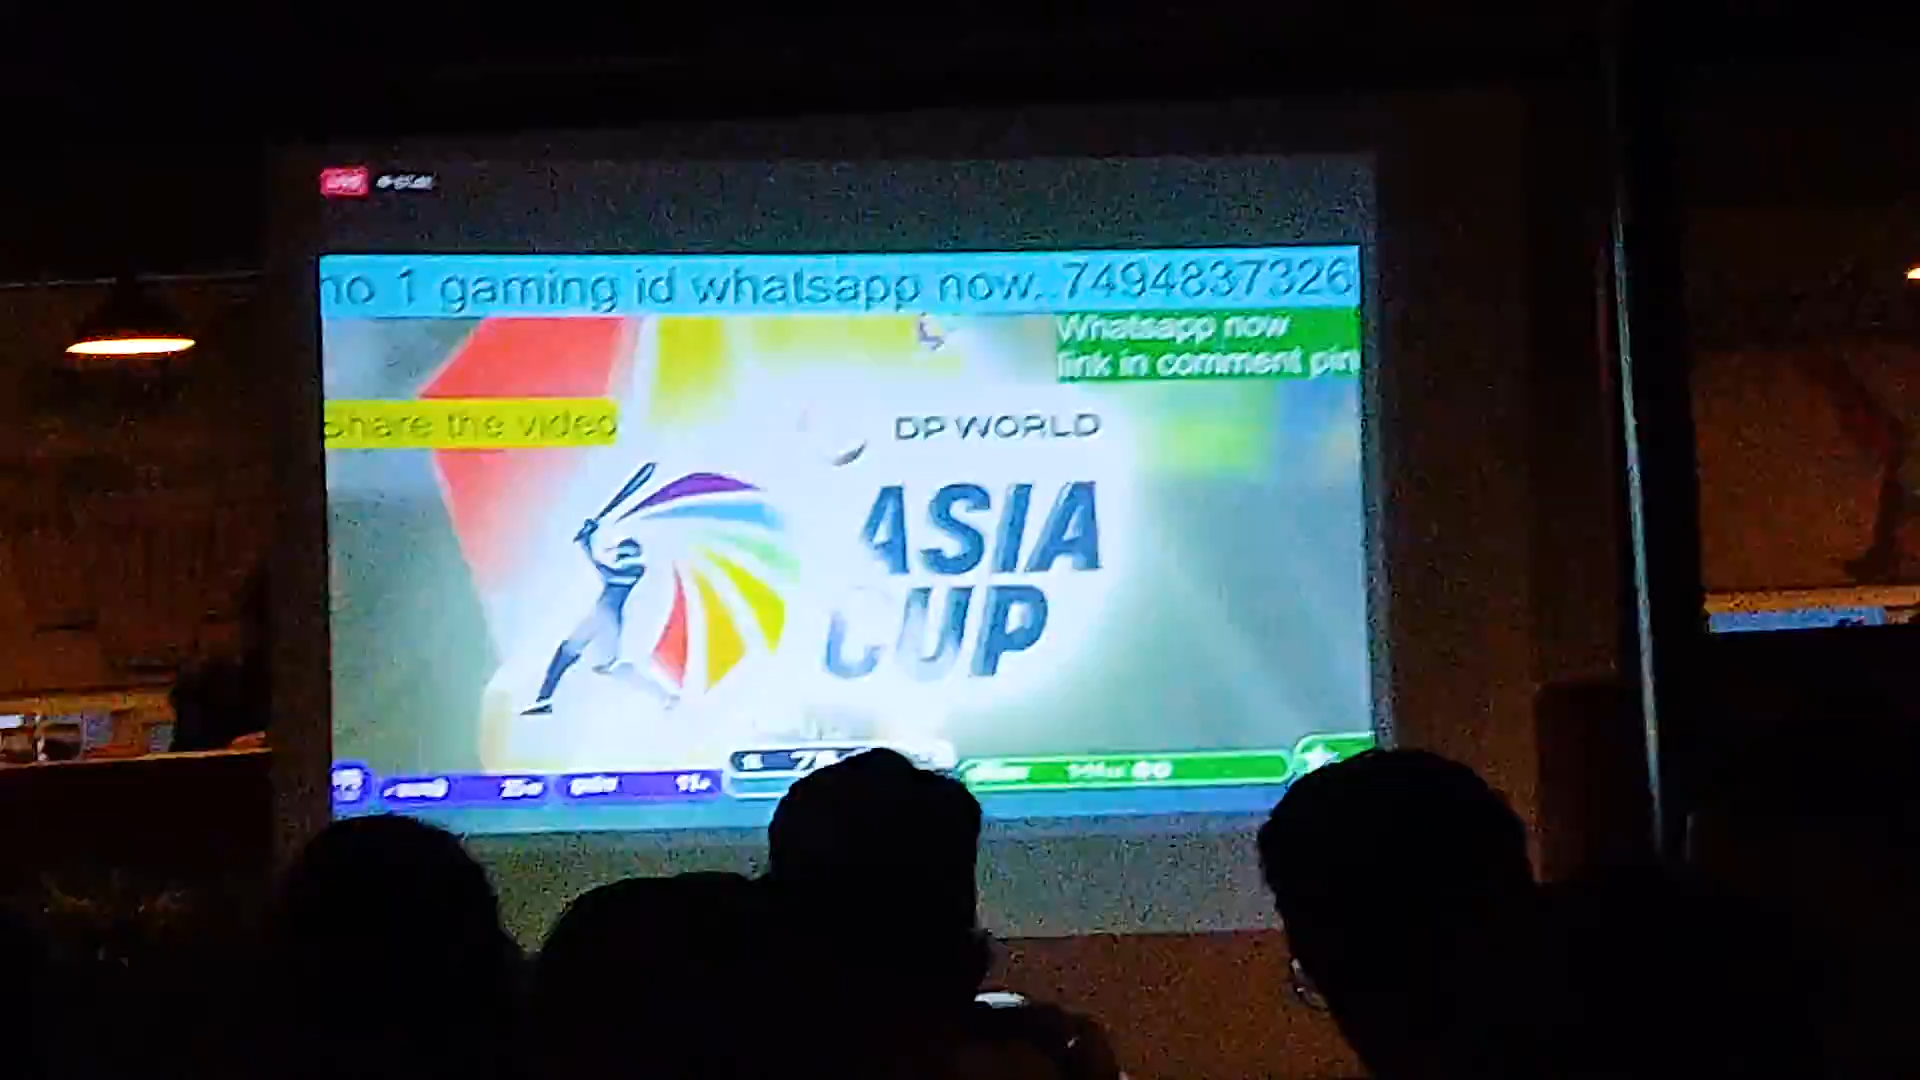 LIVE
no 1 gaming id whatsapp now..7494837326
Whatsapp now
link in comment pin
Share the video
DP WORLD
ASIA
CUP